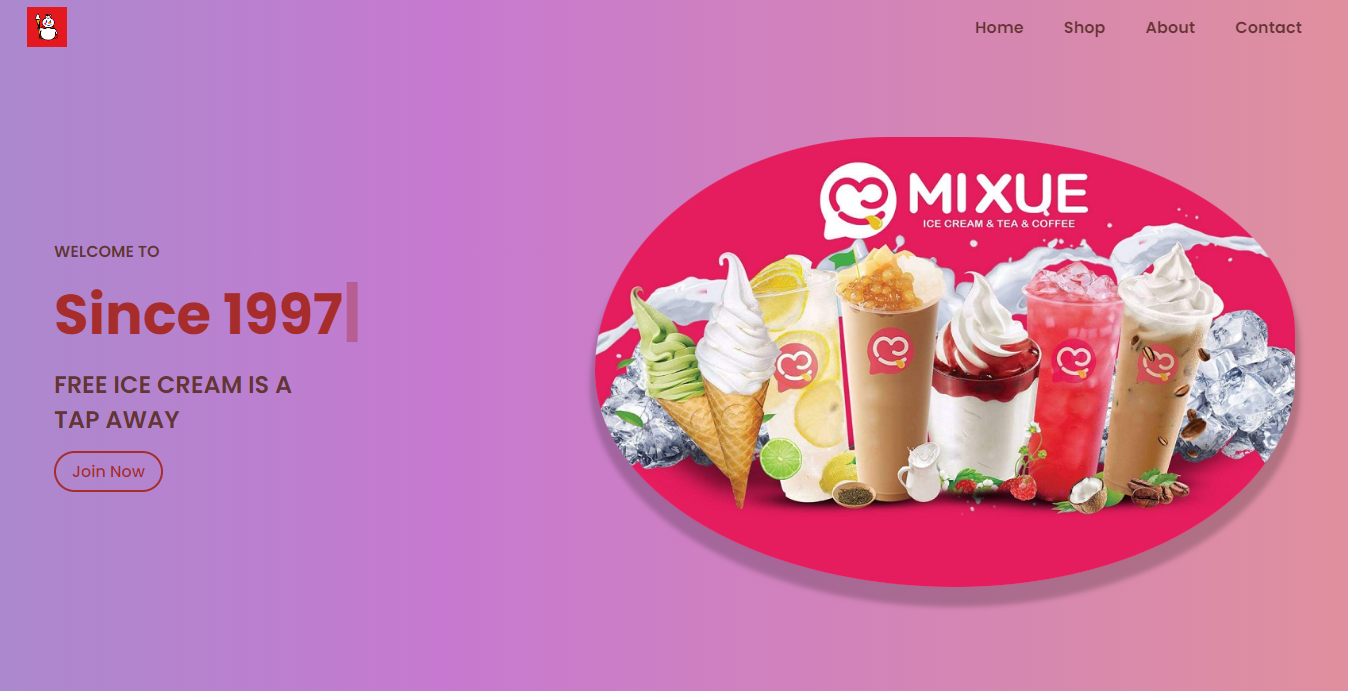 Home Shop About Contact
MIXUE
ICE CREAM & TEA & COFFEE
WELCOME TO
Since 1997
FREE ICE CREAM IS A
TAP AWAY
Join Now